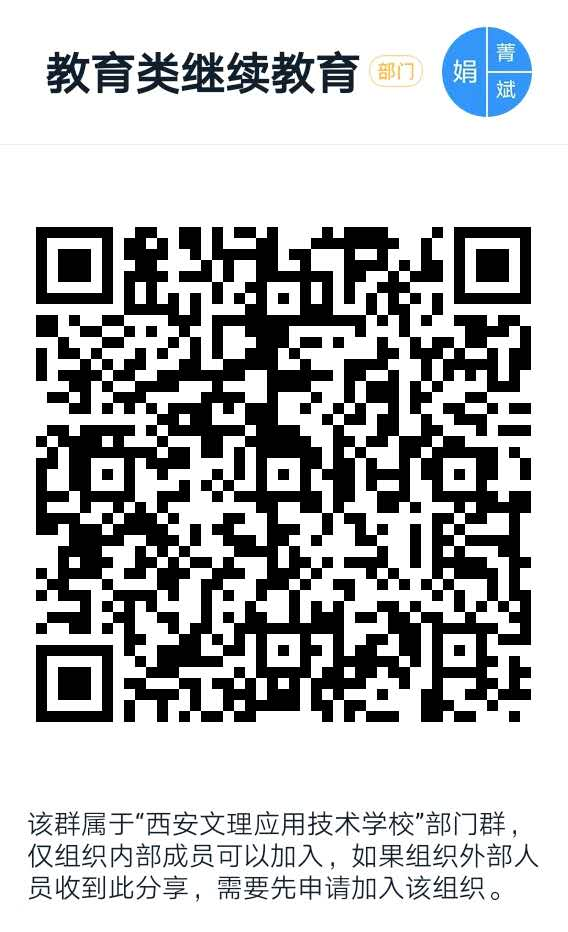 教育类继续教育 部门
娟 菁
斌
该群属于“西安文理应用技术学校”部门群，
仅组织内部成员可以加入，如果组织外部人
员收到此分享，需要先申请加入该组织。